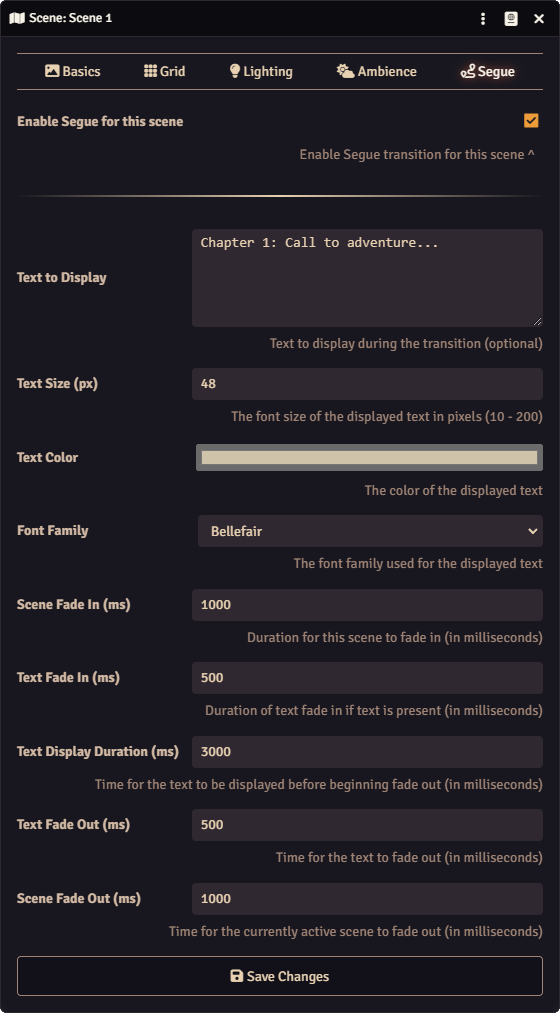 Scene: Scene 1
Basics Grid Lighting Ambience Segue
Enable Segue for this scene
Enable Segue transition for this scene ^
Text to Display
Chapter 1: Call to adventure...
Text to display during the transition (optional)
Text Size (px) 48
The font size of the displayed text in pixels (10 - 200)
Text Color
The color of the displayed text
Font Family Bellefair
The font family used for the displayed text
Scene Fade In (ms) 1000
Duration for this scene to fade in (in milliseconds)
Text Fade In (ms) 500
Duration of text fade in if text is present (in milliseconds)
Text Display Duration (ms) 3000
Time for the text to be displayed before beginning fade out (in milliseconds)
Text Fade Out (ms) 500
Time for the text to fade out (in milliseconds)
Scene Fade Out (ms) 1000
Time for the currently active scene to fade out (in milliseconds)
Save Changes